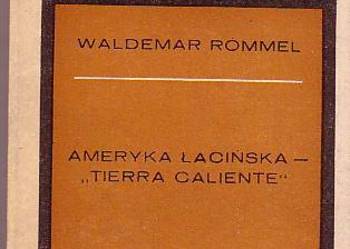 WALDEMAR ROMMEL
AMERYKA ŁACIŃSKA —
„TIERRA CALIENTE"